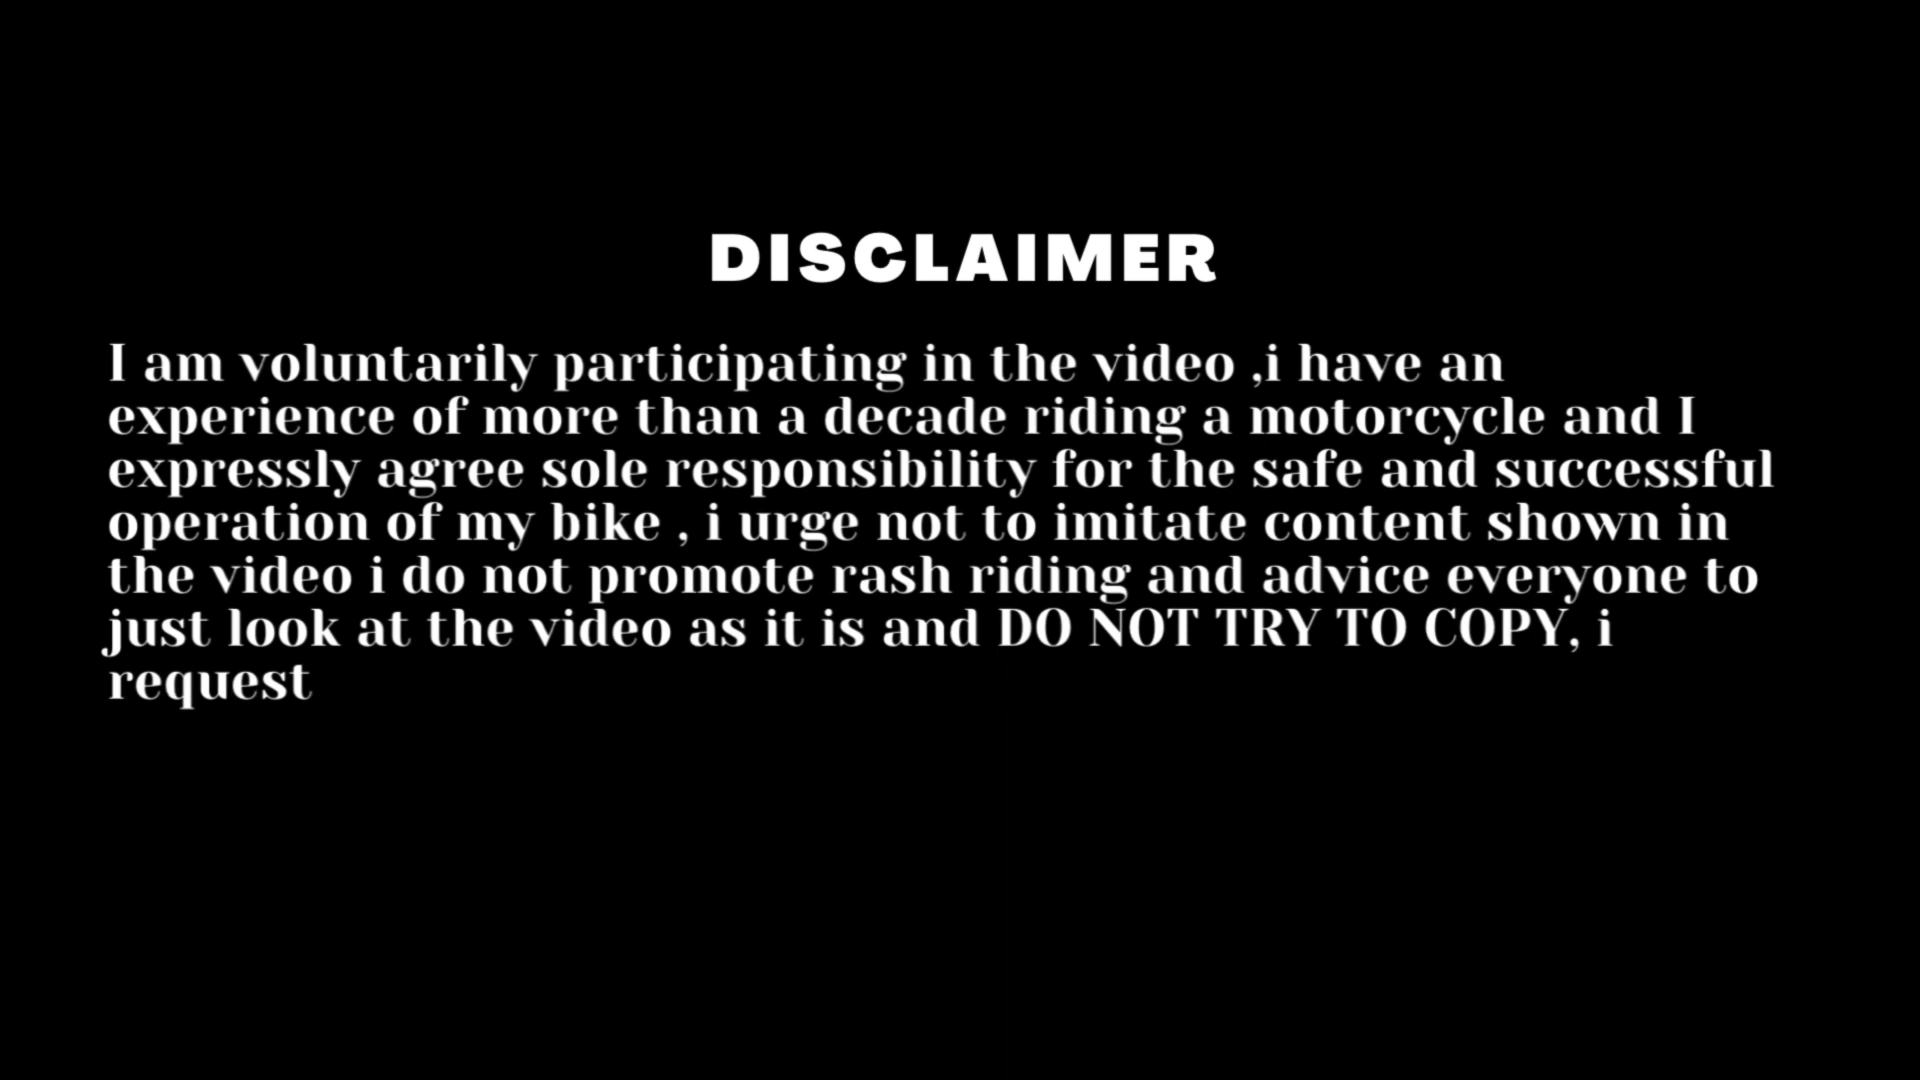 DISCLAIMER
I am voluntarily participating in the video ,i have an
experience of more than a decade riding a motorcycle and I
expressly agree sole responsibility for the safe and successful
operation of my bike , i urge not to imitate content shown in
the video i do not promote rash riding and advice everyone to
just look at the video as it is and DO NOT TRY TO COPY, i
request